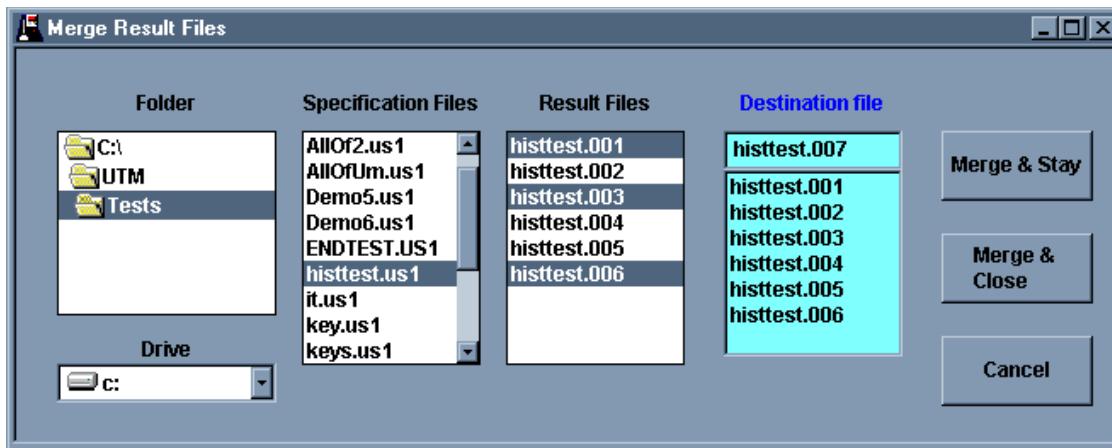 Merge Result Files
Folder
C:\
UTM
Tests
Drive
c:
Specification Files
AllOf2.us1
AllOfUm.us1
Demo5.us1
Demo6.us1
ENDTEST.US1
histtest.us1
it.us1
key.us1
keys.us1
Result Files
histtest.001
histtest.002
histtest.003
histtest.004
histtest.005
histtest.006
Destination file
histtest.007
histtest.001
histtest.002
histtest.003
histtest.004
histtest.005
histtest.006
Merge & Stay
Merge &
Close
Cancel